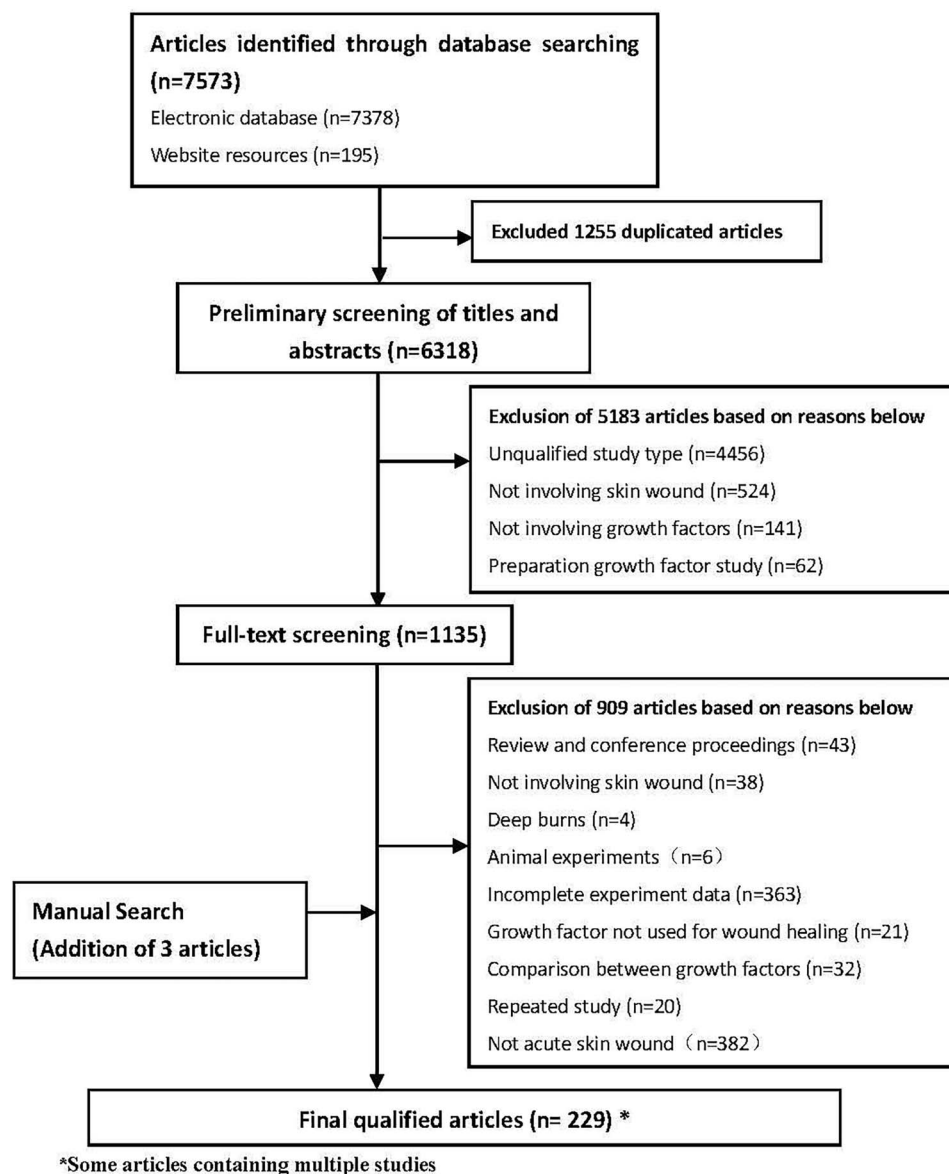 Articles identified through database searching
(n=7573)
Electronic database (n=7378)
Website resources (n=195)
Excluded 1255 duplicated articles
Preliminary screening of titles and
abstracts (n=6318)
Exclusion of 5183 articles based on reasons below
Unqualified study type (n=4456)
Not involving skin wound (n=524)
Not involving growth factors (n=141)
Preparation growth factor study (n=62)
Full-text screening (n=1135)
Exclusion of 909 articles based on reasons below
Review and conference proceedings (n=43)
Not involving skin wound (n=38)
Deep burns (n=4)
Animal experiments（n=6）
Incomplete experiment data (n=363)
Growth factor not used for wound healing (n=21)
Comparison between growth factors (n=32)
Repeated study (n=20)
Not acute skin wound（n=382）
Manual Search
(Addition of 3 articles)
Final qualified articles (n= 229) *
*Some articles containing multiple studies